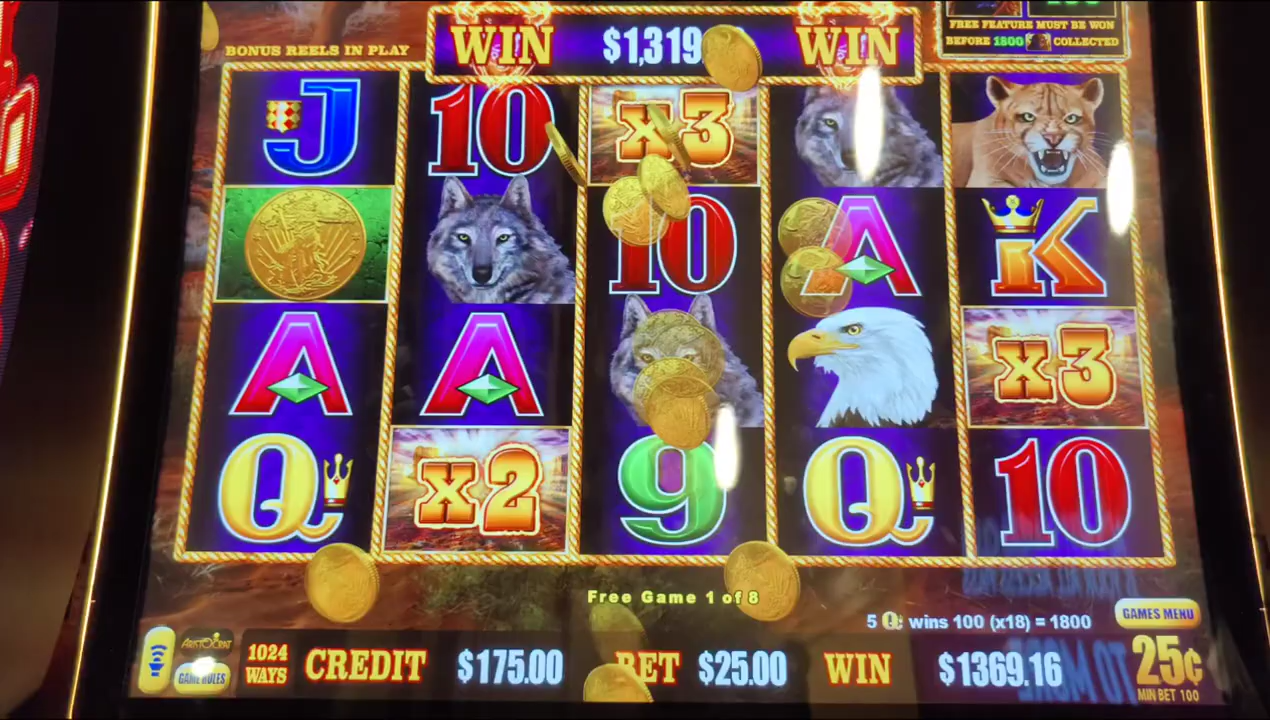 FREE FEATURE MUST BE WON
BEFORE 1800 COLLECTED
BONUS REELS IN PLAY
WIN $1,319 WIN
J 10 x3
10 A K
A A x3
Q x2 9 Q 10
Free Game 1 of 8
5 Q wins 100 (x18) = 1800
GAMES MENU
ARISTOCRAT
GAME RULES
1024
WAYS
CREDIT $175.00 BET $25.00 WIN $1369.16
25¢
MIN BET 100